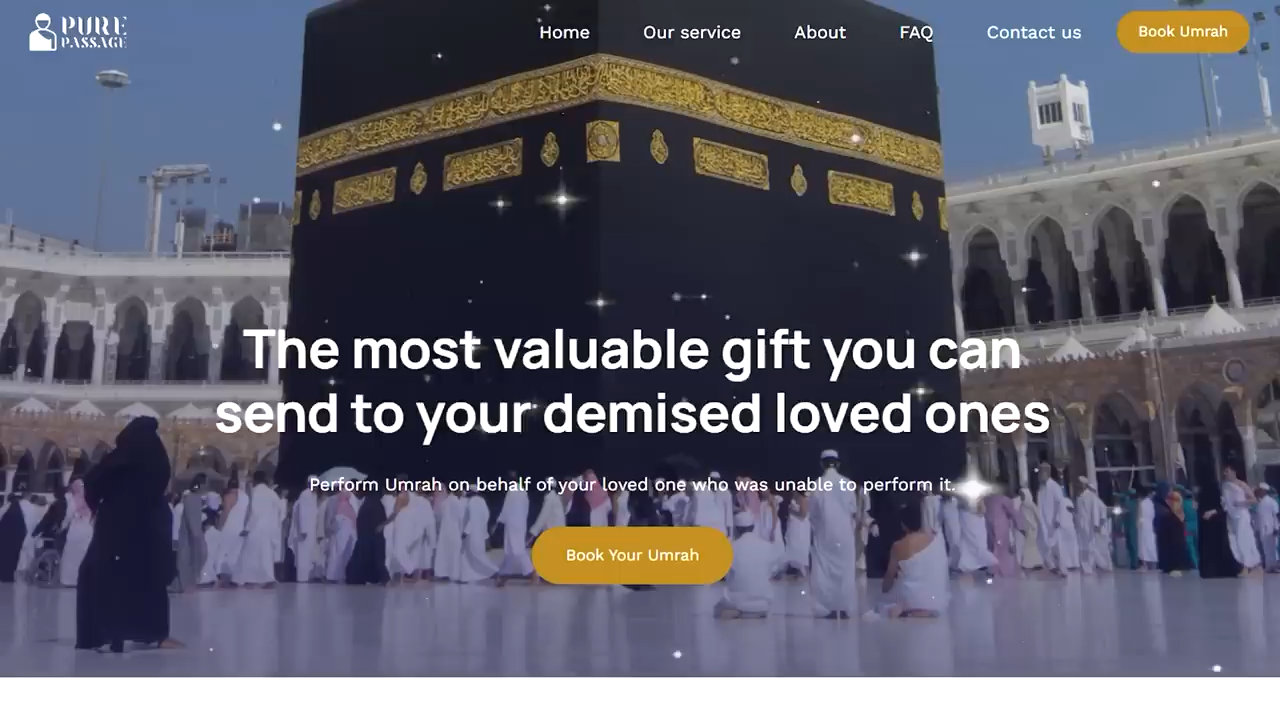 PURE
PASSAGE
Home
Our service
About
FAQ
Contact us
Book Umrah
The most valuable gift you can
send to your demised loved ones
Perform Umrah on behalf of your loved one who was unable to perform it.
Book Your Umrah